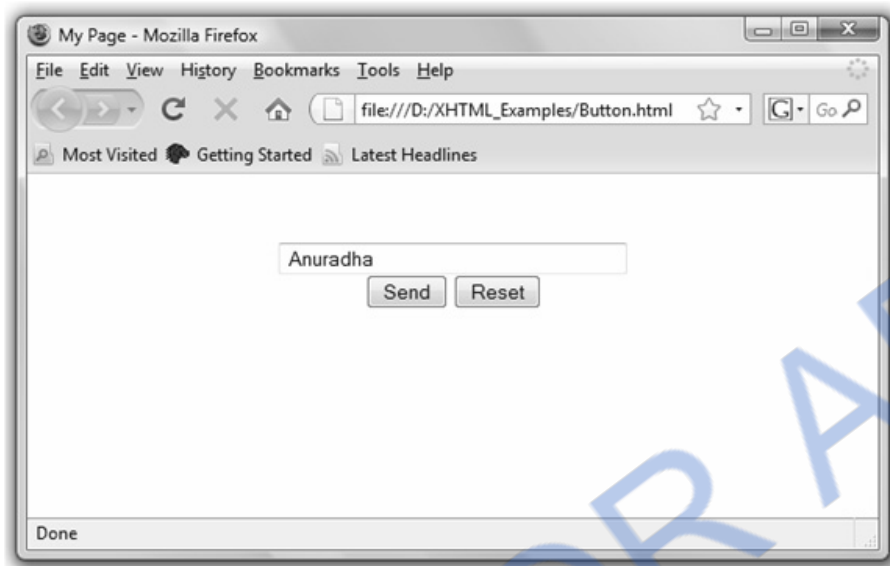 My Page - Mozilla Firefox
File Edit View History Bookmarks Tools Help
file:///D:/XHTML_Examples/Button.html G Go
Most Visited Getting Started Latest Headlines
Anuradha
Send Reset
Done